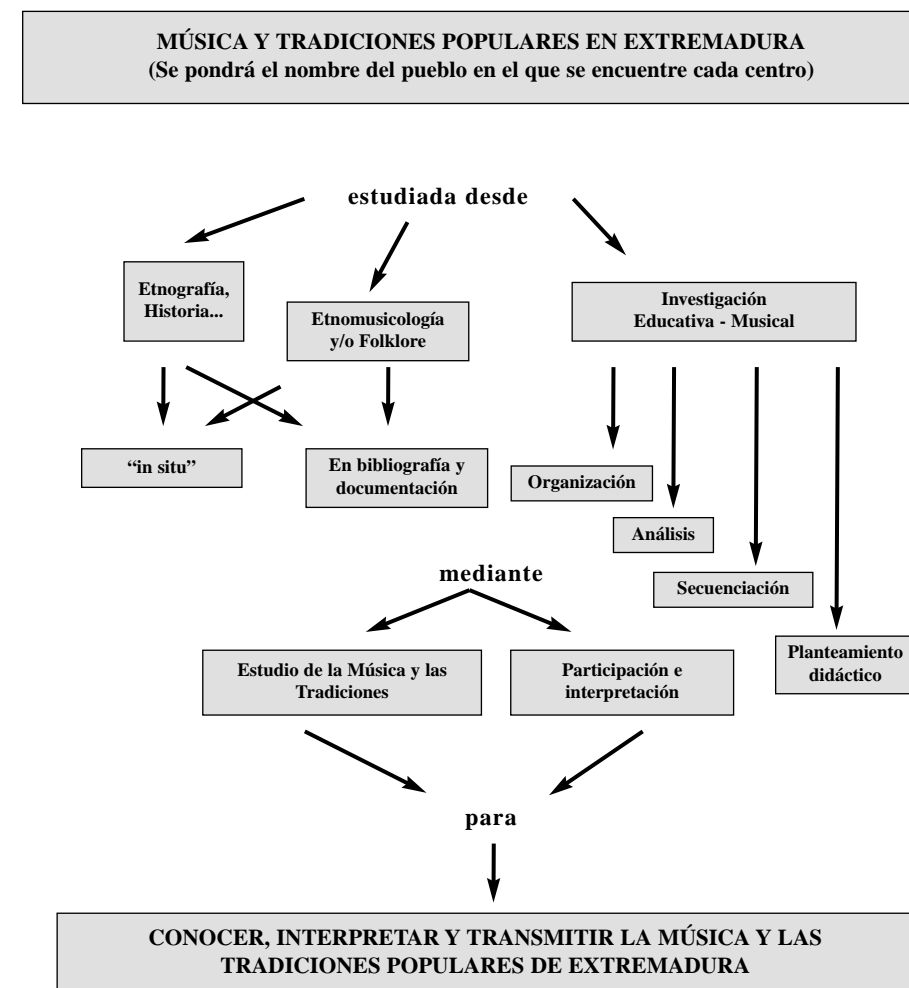 MÚSICA Y TRADICIONES POPULARES EN EXTREMADURA
(Se pondrá el nombre del pueblo en el que se encuentre cada centro)
estudiada desde
Etnografía,
Historia...
Etnomusicología
y/o Folklore
Investigación
Educativa - Musical
“in situ”
En bibliografía y
documentación
Organización
Análisis
Secuenciación
Planteamiento
didáctico
mediante
Estudio de la Música y las
Tradiciones
Participación e
interpretación
para
CONOCER, INTERPRETAR Y TRANSMITIR LA MÚSICA Y LAS
TRADICIONES POPULARES DE EXTREMADURA